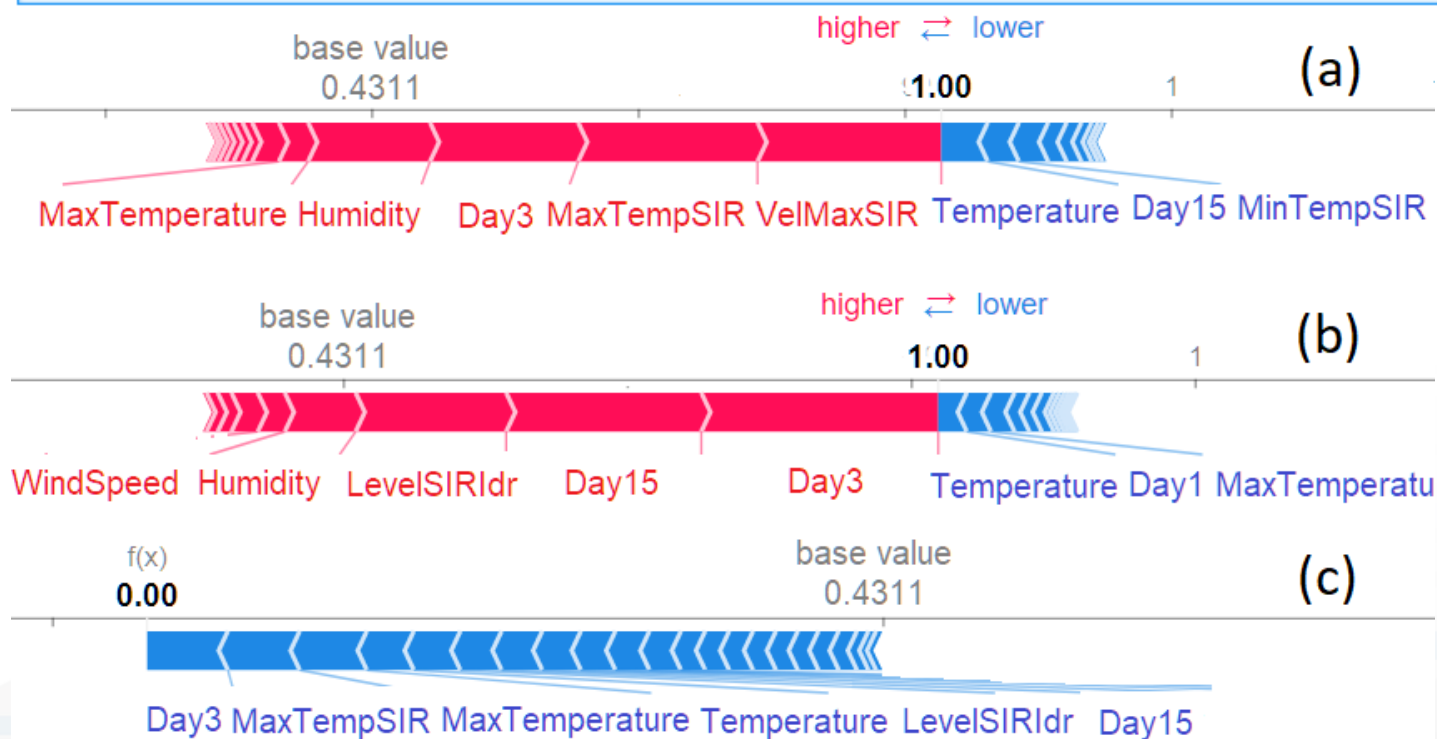 higher ⇄ lower
base value
(a)
0.4311
1.00
1
MaxTemperature Humidity Day3 MaxTempSIR VelMaxSIR Temperature Day15 MinTempSIR
higher ⇄ lower
base value
(b)
0.4311
1.00
1
WindSpeed Humidity LevelSIRIdr Day15 Day3 Temperature Day1 MaxTemperatu
f(x)
base value
(c)
0.00
0.4311
Day3 MaxTempSIR MaxTemperature Temperature LevelSIRIdr Day15